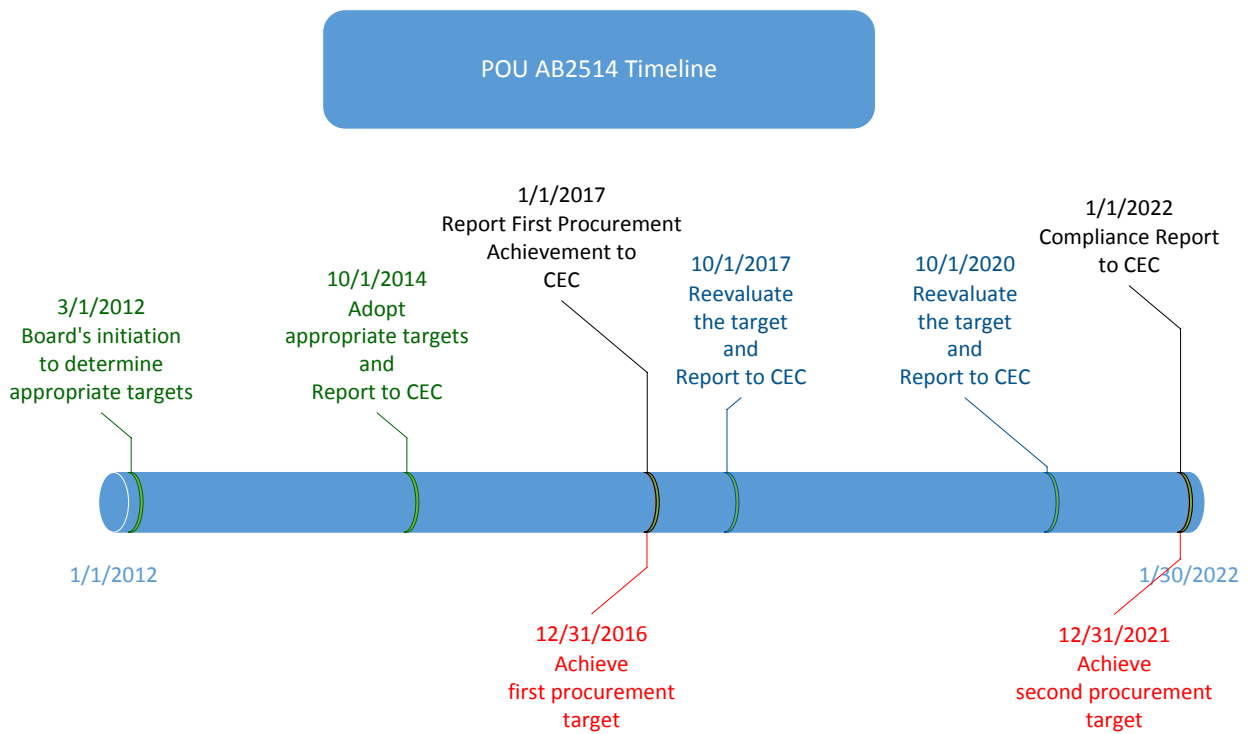 POU AB2514 Timeline
3/1/2012
Board's initiation
to determine
appropriate targets
10/1/2014
Adopt
appropriate targets
and
Report to CEC
1/1/2017
Report First Procurement
Achievement to
CEC
10/1/2017
Reevaluate
the target
and
Report to CEC
10/1/2020
Reevaluate
the target
and
Report to CEC
1/1/2022
Compliance Report
to CEC
1/1/2012
1/30/2022
12/31/2016
Achieve
first procurement
target
12/31/2021
Achieve
second procurement
target